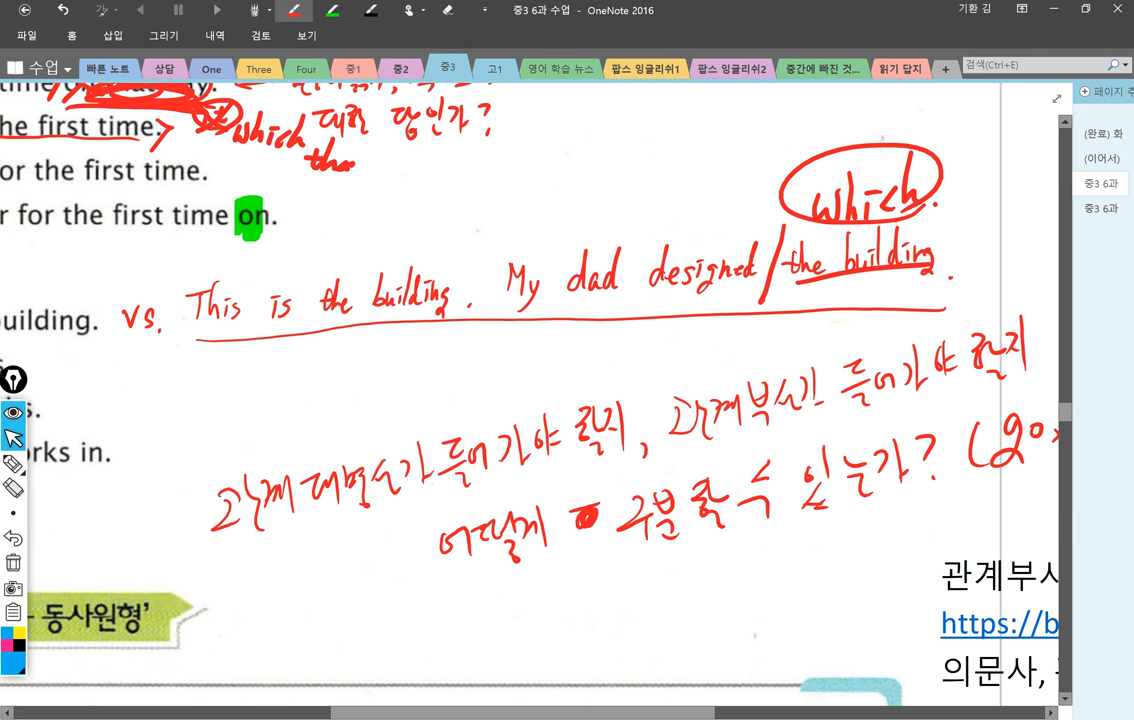 중3 6과 수업 - OneNote 2016
기환 김
파일 홈 삽입 그리기 내역 검토 보기
수업 빠른 노트 상담 One Three Four 중1 중2 중3 고1 영어 학습 뉴스 팝스 잉글리쉬1 팝스 잉글리쉬2 중간에 빠진 것... 읽기 답지 + 검색(Ctrl+E)
페이지 추
(완료) 화
(이어서)
중3 6과
중3 6과
he first time.
which 대한 답인가?
tha
or the first time.
r for the first time on.
which.
This is the building. My dad designed / the building.
uilding. vs.
s.
orks in.
관계대명사가 들어가야 할지, 관계부사가 들어가야 할지
어떻게 구분할 수 있는가?
관계부사
- 동사원형’
https://b
의문사,